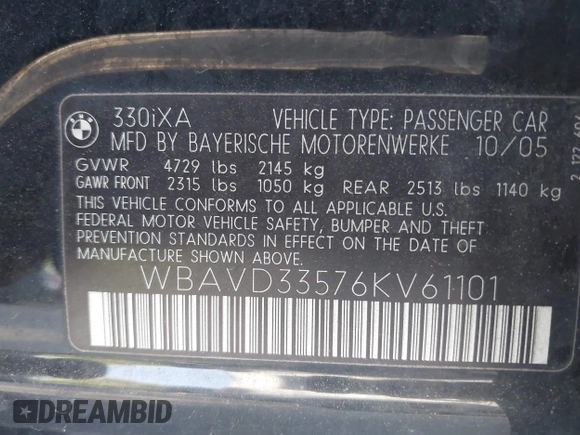 330iXA VEHICLE TYPE: PASSENGER CAR
MFD BY BAYERISCHE MOTORENWERKE 10/05
GVWR 4729 lbs 2145 kg
GAWR FRONT 2315 lbs 1050 kg REAR 2513 lbs 1140 kg
THIS VEHICLE CONFORMS TO ALL APPLICABLE U.S.
FEDERAL MOTOR VEHICLE SAFETY, BUMPER AND THEFT
PREVENTION STANDARDS IN EFFECT ON THE DATE OF
MANUFACTURE SHOWN ABOVE.
WBAVD33576KV61101
DREAMBID